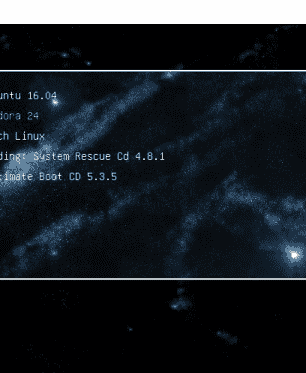 untu 16.04
dora 24
ch Linux
ding: System Rescue Cd 4.8.1
timate Boot CD 5.3.5